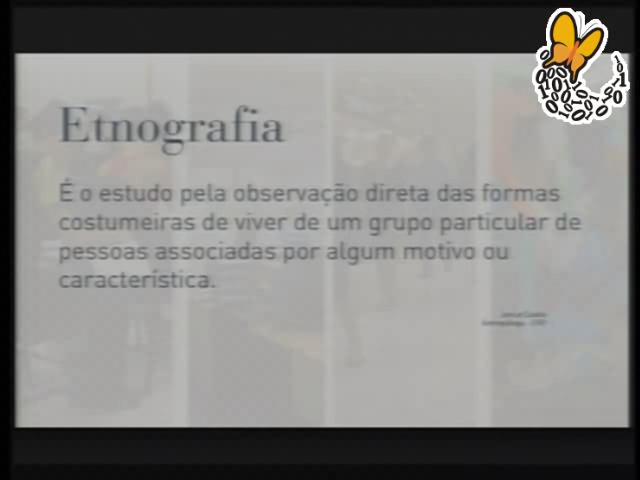 Etnografia
É o estudo pela observação direta das formas
costumeiras de viver de um grupo particular de
pessoas associadas por algum motivo ou
característica.